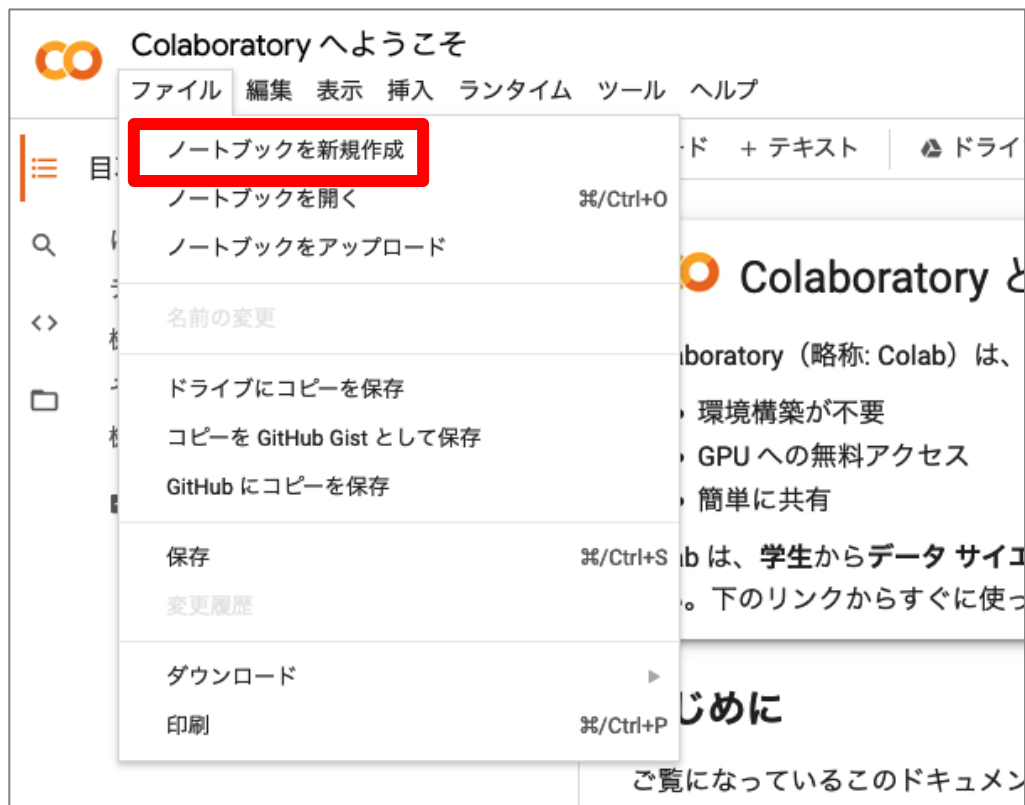 Colaboratory へようこそ
ファイル 編集 表示 挿入 ランタイム ツール ヘルプ
ノートブックを新規作成
ノートブックを開く ⌘/Ctrl+O
ノートブックをアップロード
名前の変更
ドライブにコピーを保存
コピーを GitHub Gist として保存
GitHub にコピーを保存
保存 ⌘/Ctrl+S
変更履歴
ダウンロード
印刷 ⌘/Ctrl+P
目
ド + テキスト ドライ
Colaboratory と
aboratory（略称: Colab）は、
環境構築が不要
GPU への無料アクセス
簡単に共有
ab は、学生からデータ サイエ
。下のリンクからすぐに使っ
じめに
ご覧になっているこのドキュメン